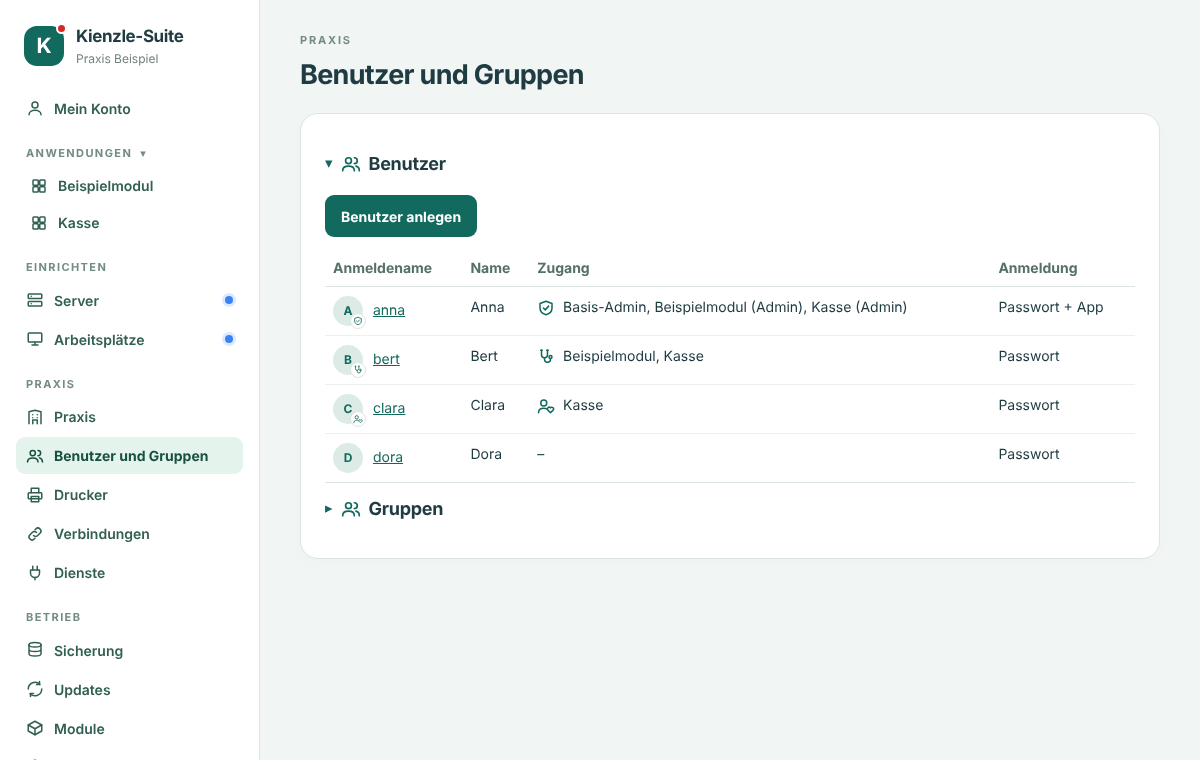 K
Kienzle-Suite
Praxis Beispiel
Mein Konto
ANWENDUNGEN ▾
Beispielmodul
Kasse
EINRICHTEN
Server
Arbeitsplätze
PRAXIS
Praxis
Benutzer und Gruppen
Drucker
Verbindungen
Dienste
BETRIEB
Sicherung
Updates
Module
PRAXIS
Benutzer und Gruppen
▾ Benutzer
Benutzer anlegen
Anmeldename Name Zugang Anmeldung
A anna Anna Basis-Admin, Beispielmodul (Admin), Kasse (Admin) Passwort + App
B bert Bert Beispielmodul, Kasse Passwort
C clara Clara Kasse Passwort
D dora Dora – Passwort
▸ Gruppen